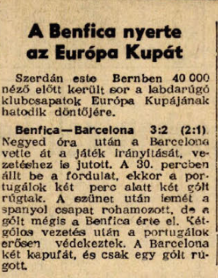 A Benfica nyerte
az Európa Kupát
Szerdán este Bernben 40 000
néző előtt került sor a labdarúgó
klubcsapatok Európa Kupájának
hatodik döntőjére.
Benfica—Barcelona 3:2 (2:1).
Negyed óra után a Barcelona
vette át a játék irányítását, ve-
zetéshez is jutott. A 30. percben
állt be a fordulat, ekkor a por-
tugálok két perc alatt két gólt
rúgtak. A szünet után ismét a
spanyol csapat rohamozott, de a
gólt mégis a Benfica érte el. Két-
gólos vezetés után a portugálok
erősen védekeztek. A Barcelona
két kapufát, és csak egy gólt rú-
gott.